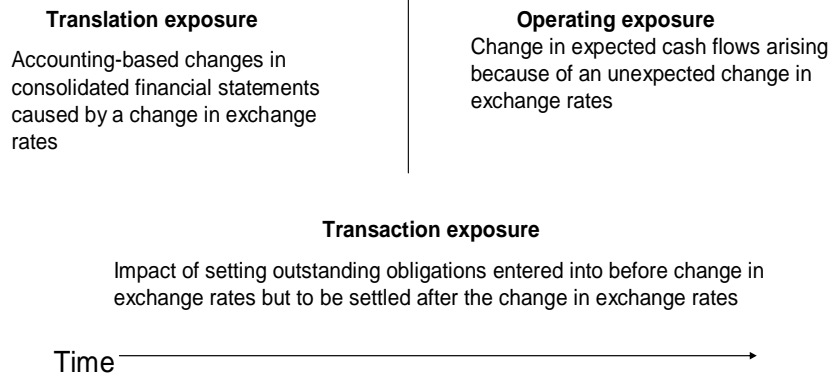 Translation exposure
Accounting-based changes in
consolidated financial statements
caused by a change in exchange
rates
Operating exposure
Change in expected cash flows arising
because of an unexpected change in
exchange rates
Transaction exposure
Impact of setting outstanding obligations entered into before change in
exchange rates but to be settled after the change in exchange rates
Time